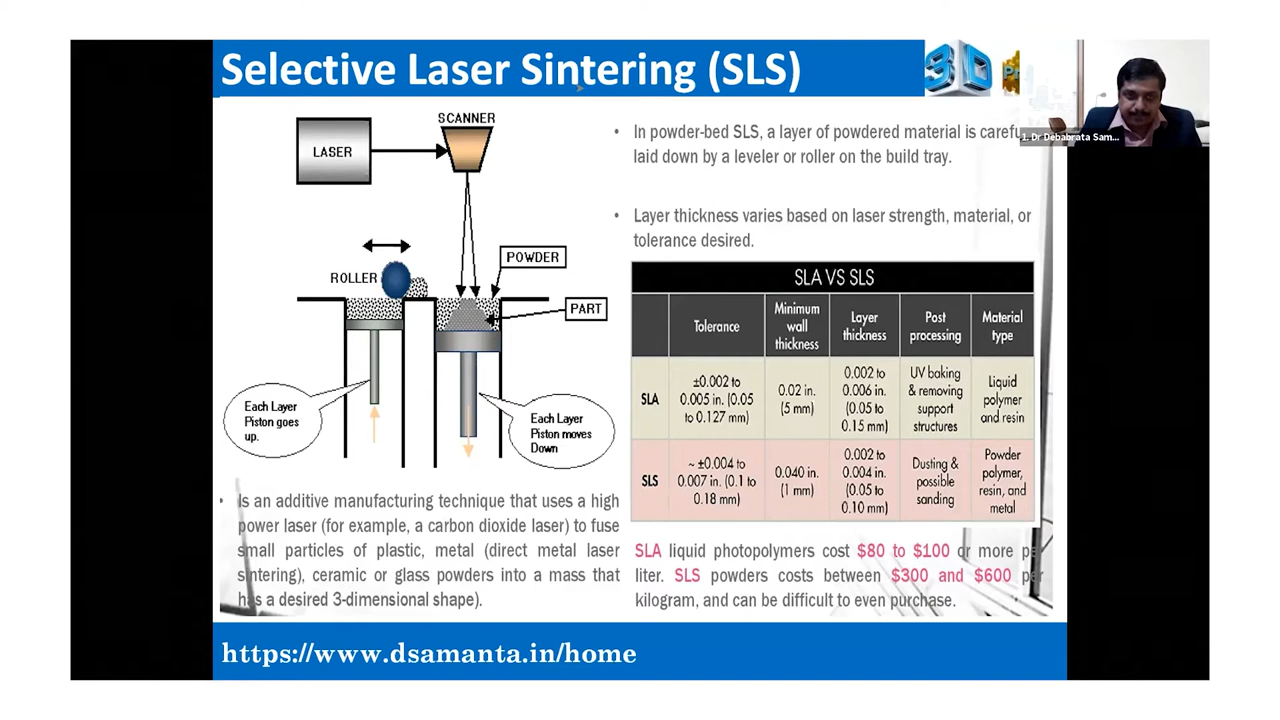 Selective Laser Sintering (SLS)
3D
1. Dr Debabrata Sam...
SCANNER
LASER
ROLLER
POWDER
PART
Each Layer
Piston goes
up.
Each Layer
Piston moves
Down
• Is an additive manufacturing technique that uses a high
power laser (for example, a carbon dioxide laser) to fuse
small particles of plastic, metal (direct metal laser
sintering), ceramic or glass powders into a mass that
has a desired 3-dimensional shape).
• In powder-bed SLS, a layer of powdered material is carefu
laid down by a leveler or roller on the build tray.
• Layer thickness varies based on laser strength, material, or
tolerance desired.
SLA VS SLS
Tolerance
Minimum
wall
thickness
Layer
thickness
Post
processing
Material
type
SLA
±0.002 to
0.005 in. (0.05
to 0.127 mm)
0.02 in.
(5 mm)
0.002 to
0.006 in.
(0.05 to
0.15 mm)
UV baking
& removing
support
structures
Liquid
polymer
and resin
SLS
~ ±0.004 to
0.007 in. (0.1 to
0.18 mm)
0.040 in.
(1 mm)
0.002 to
0.004 in.
(0.05 to
0.10 mm)
Dusting &
possible
sanding
Powder
polymer,
resin, and
metal
SLA liquid photopolymers cost $80 to $100 or more per
liter. SLS powders costs between $300 and $600 per
kilogram, and can be difficult to even purchase.
https://www.dsamanta.in/home